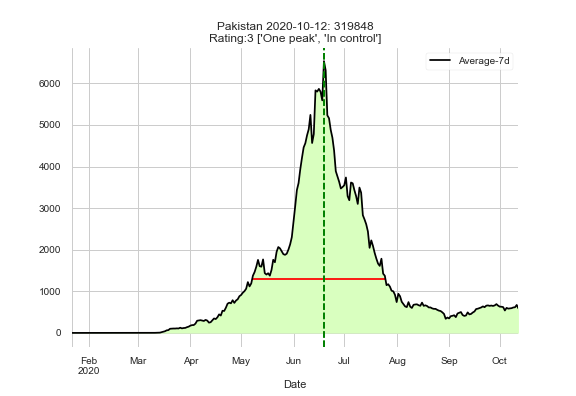 Pakistan 2020-10-12: 319848
Rating:3 ['One peak', 'In control']
Average-7d
6000
5000
4000
3000
2000
1000
0
Feb Mar Apr May Jun Jul Aug Sep Oct
2020
Date